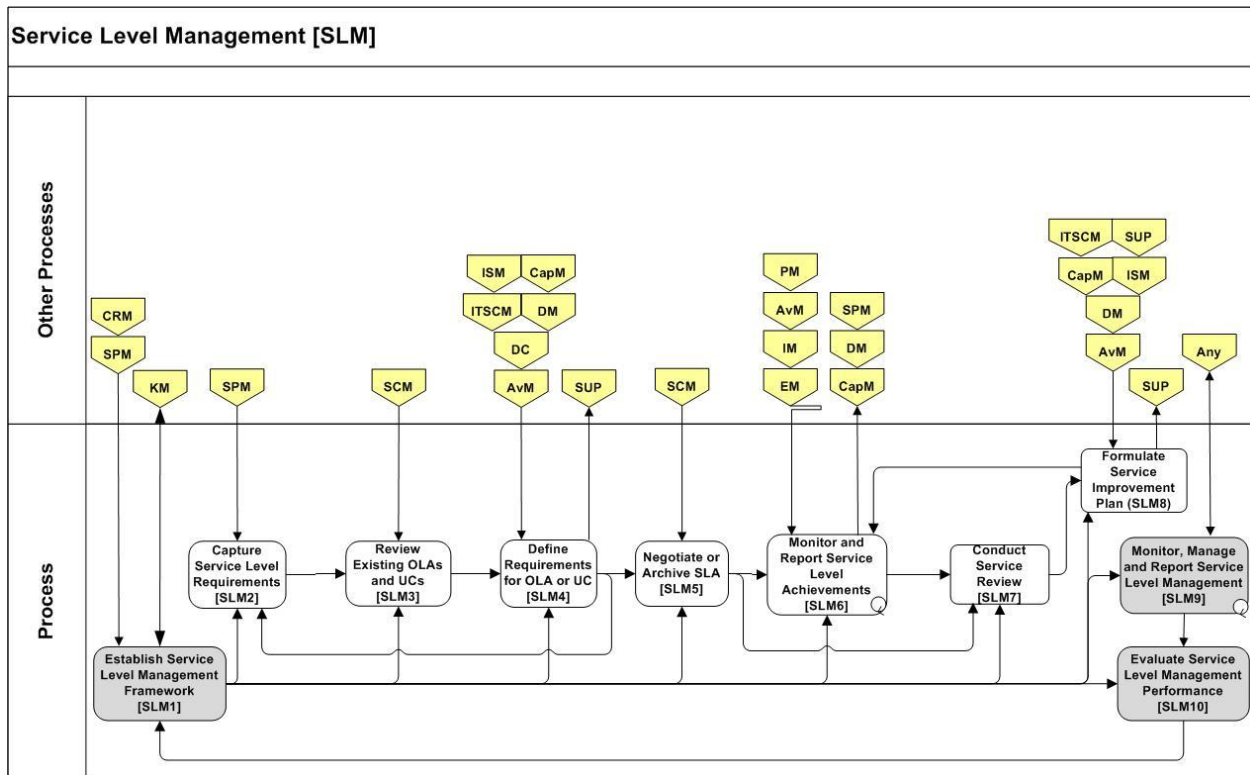 Service Level Management [SLM]
Other Processes
ITSCM SUP
ISM CapM PM CapM ISM
CRM ITSCM DM AvM SPM DM
SPM DC IM DM AvM Any
KM SPM SCM AvM SUP SCM EM CapM SUP
Process
Formulate
Service
Improvement
Plan (SLM8)
Capture
Service Level
Requirements
[SLM2]
Review
Existing OLAs
and UCs
[SLM3]
Define
Requirements
for OLA or UC
[SLM4]
Negotiate or
Archive SLA
[SLM5]
Monitor and
Report Service
Level
Achievements
[SLM6]
Conduct
Service
Review
[SLM7]
Monitor, Manage
and Report Service
Level Management
[SLM9]
Establish Service
Level Management
Framework
[SLM1]
Evaluate Service
Level Management
Performance
[SLM10]